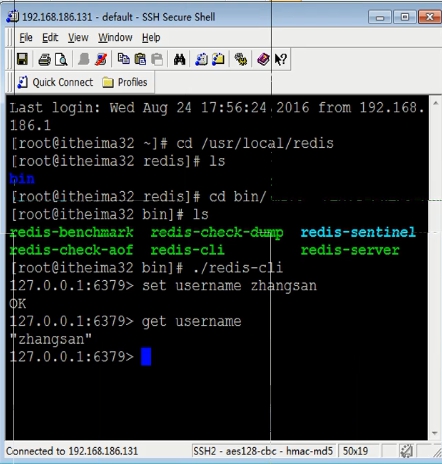 192.168.186.131 - default - SSH Secure Shell
File Edit View Window Help
Quick Connect Profiles
Last login: Wed Aug 24 17:56:24 2016 from 192.168.
186.1
[root@itheima32 ~]# cd /usr/local/redis
[root@itheima32 redis]# ls
bin
[root@itheima32 redis]# cd bin/
[root@itheima32 bin]# ls
redis-benchmark redis-check-dump redis-sentinel
redis-check-aof redis-cli redis-server
[root@itheima32 bin]# ./redis-cli
127.0.0.1:6379> set username zhangsan
OK
127.0.0.1:6379> get username
"zhangsan"
127.0.0.1:6379>
Connected to 192.168.186.131 SSH2 - aes128-cbc - hmac-md5 50x19